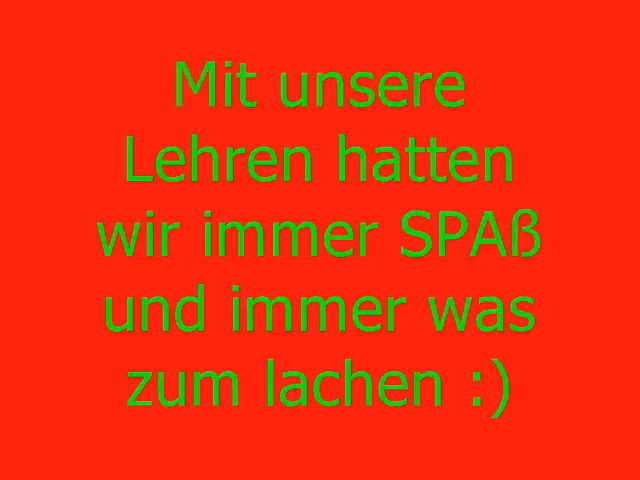 Mit unsere
Lehren hatten
wir immer SPAß
und immer was
zum lachen :)